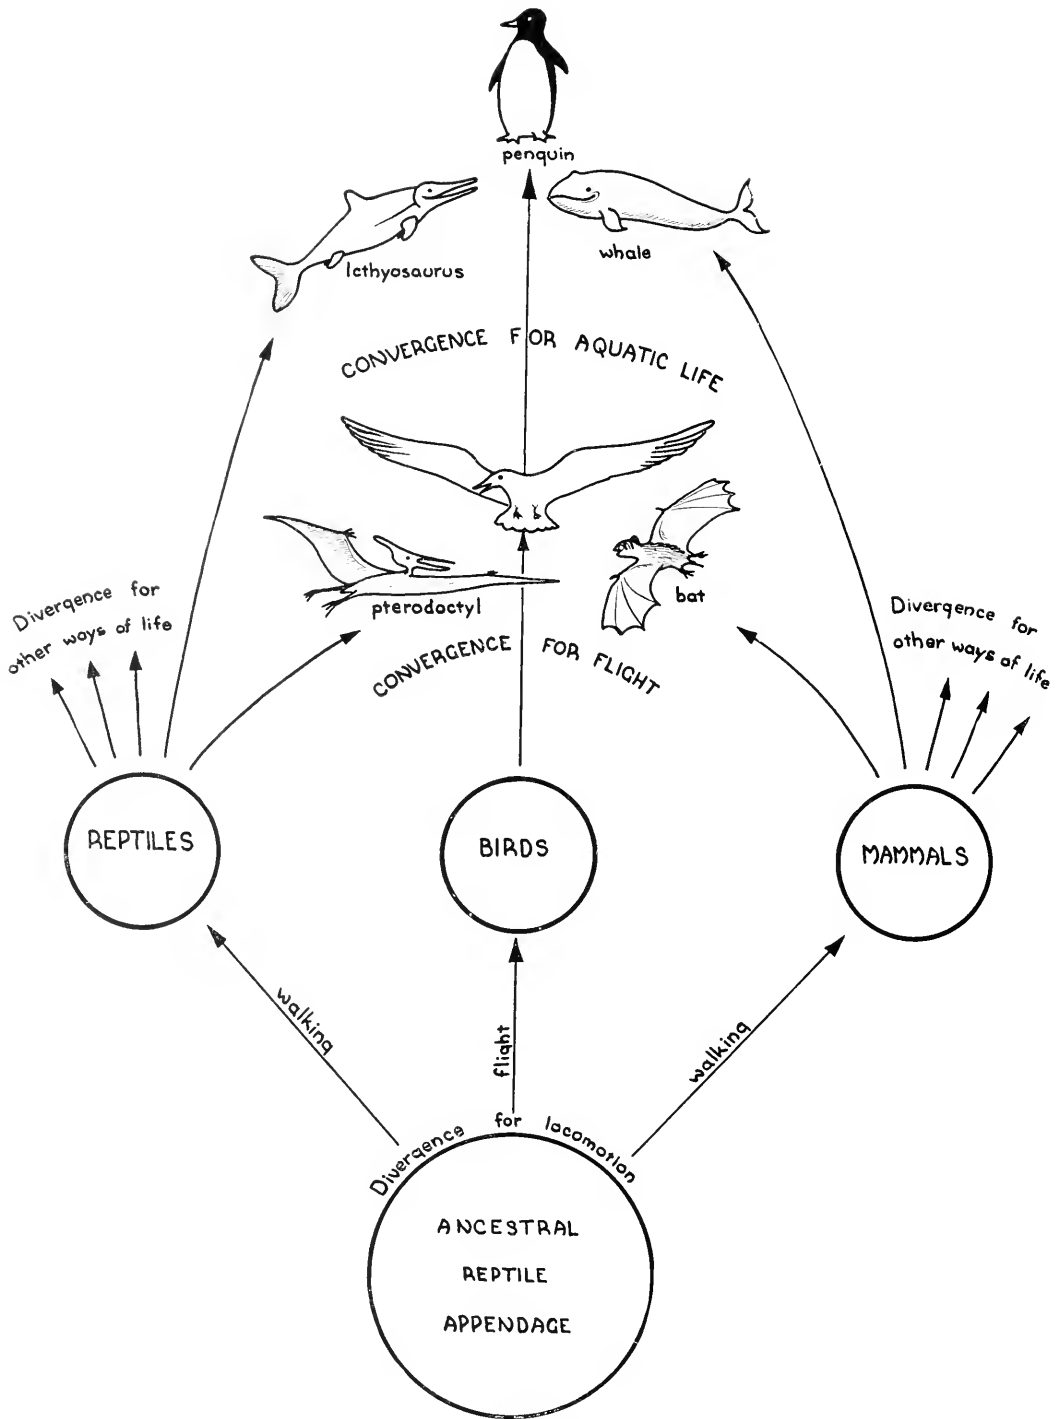 penquin
Icthyosaurus
whale
CONVERGENCE FOR AQUATIC LIFE
pterodoctyl
bat
CONVERGENCE FOR FLIGHT
Divergence for
other ways of life
Divergence for
other ways of life
REPTILES
BIRDS
MAMMALS
walking
flight
walking
Divergence for locomotion
ANCESTRAL
REPTILE
APPENDAGE